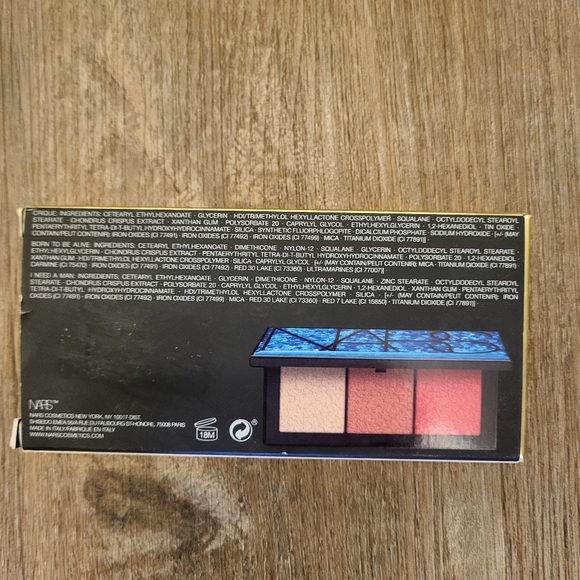 CRIQUE: INGREDIENTS: CETEARYL ETHYLHEXANOATE · GLYCERIN · HDI/TRIMETHYLOL HEXYLLACTONE CROSSPOLYMER · SQUALANE · OCTYLDODECYL STEAROYL
STEARATE · CHONDRUS CRISPUS EXTRACT · XANTHAN GUM · POLYSORBATE 20 · CAPRYLYL GLYCOL · ETHYLHEXYLGLYCERIN · 1,2-HEXANEDIOL · TIN OXIDE ·
PENTAERYTHRITYL TETRA-DI-T-BUTYL HYDROXYHYDROCINNAMATE · SILICA · SYNTHETIC FLUORPHLOGOPITE · DICALCIUM PHOSPHATE · SODIUM HYDROXIDE · [+/- (MAY
CONTAIN/PEUT CONTENIR): IRON OXIDES (CI 77491) · IRON OXIDES (CI 77499) · MICA · TITANIUM DIOXIDE (CI 77891)] ·
BORN TO BE ALIVE: INGREDIENTS: CETEARYL ETHYLHEXANOATE · DIMETHICONE · NYLON-12 · SQUALANE · GLYCERIN · OCTYLDODECYL STEAROYL STEARATE ·
ETHYLHEXYLGLYCERIN · CHONDRUS CRISPUS EXTRACT · PENTAERYTHRITYL TETRA-DI-T-BUTYL HYDROXYHYDROCINNAMATE · POLYSORBATE 20 · 1,2-HEXANEDIOL ·
XANTHAN GUM · HDI/TRIMETHYLOL HEXYLLACTONE CROSSPOLYMER · SILICA · CAPRYLYL GLYCOL · [+/- (MAY CONTAIN/PEUT CONTENIR): MICA · TITANIUM DIOXIDE (CI 77891) ·
CARMINE (CI 75470) · IRON OXIDES (CI 77491) · IRON OXIDES (CI 77492) · RED 30 LAKE (CI 73360) · ULTRAMARINES (CI 77007)] ·
I NEED A MAN: INGREDIENTS: CETEARYL ETHYLHEXANOATE · GLYCERIN · DIMETHICONE · NYLON-12 · SQUALANE · ZINC STEARATE · OCTYLDODECYL STEAROYL
STEARATE · CHONDRUS CRISPUS EXTRACT · POLYSORBATE 20 · CAPRYLYL GLYCOL · ETHYLHEXYLGLYCERIN · 1,2-HEXANEDIOL · XANTHAN GUM · PENTAERYTHRITYL
TETRA-DI-T-BUTYL HYDROXYHYDROCINNAMATE · HDI/TRIMETHYLOL HEXYLLACTONE CROSSPOLYMER · SILICA · [+/- (MAY CONTAIN/PEUT CONTENIR): IRON
OXIDES (CI 77491) · IRON OXIDES (CI 77492) · IRON OXIDES (CI 77499) · MICA · RED 30 LAKE (CI 73360) · RED 7 LAKE (CI 15850) · TITANIUM DIOXIDE (CI 77891)] ·
NARS
NARS™
NARS COSMETICS NEW YORK, NY 10017 DIST.
SHISEIDO EMEA 56/A RUE DU FAUBOURG ST-HONORE, 75008 PARIS
MADE IN ITALY/FABRIQUÉ EN ITALY
WWW.NARSCOSMETICS.COM
18M